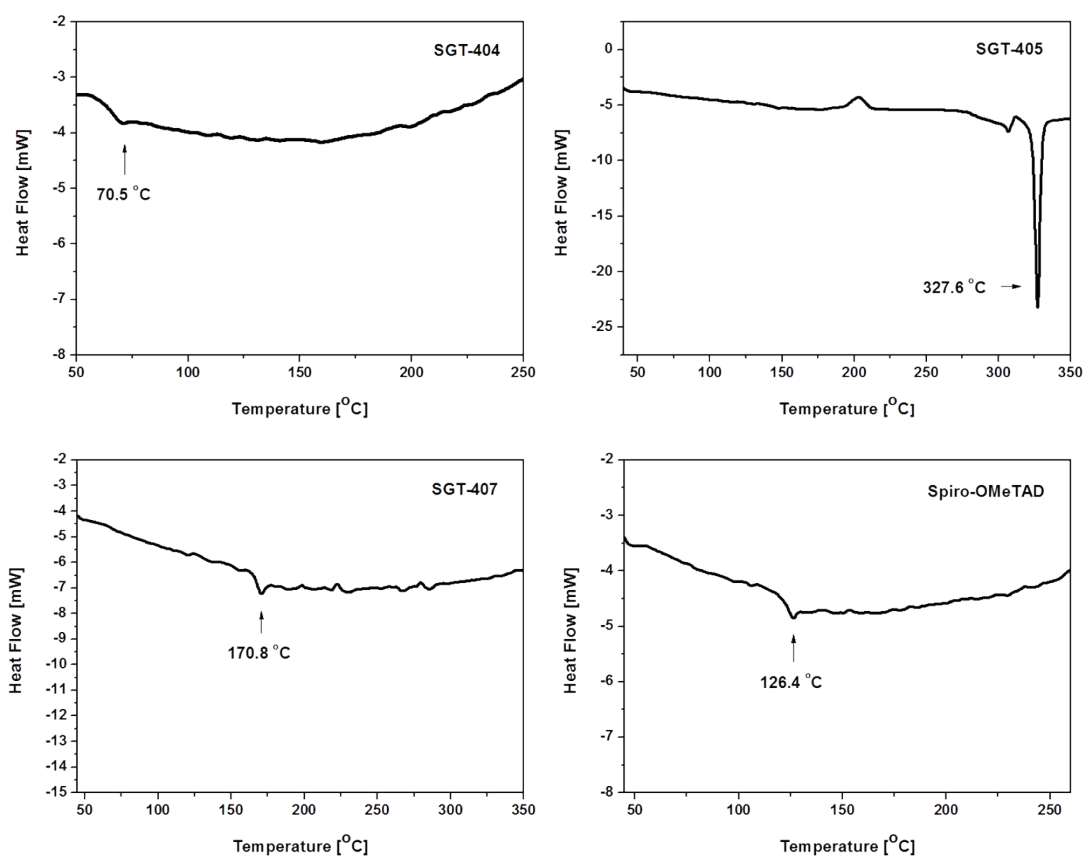 SGT-404
-2
-3
-4
-5
-6
-7
-8
Heat Flow [mW]
70.5 °C
50 100 150 200 250
Temperature [°C]
SGT-405
0
-5
-10
-15
-20
-25
Heat Flow [mW]
327.6 °C
50 100 150 200 250 300 350
Temperature [°C]
SGT-407
-2
-3
-4
-5
-6
-7
-8
-9
-10
-11
-12
-13
-14
-15
Heat Flow [mW]
170.8 °C
50 100 150 200 250 300 350
Temperature [°C]
Spiro-OMeTAD
-2
-3
-4
-5
-6
-7
-8
Heat Flow [mW]
126.4 °C
50 100 150 200 250
Temperature [°C]